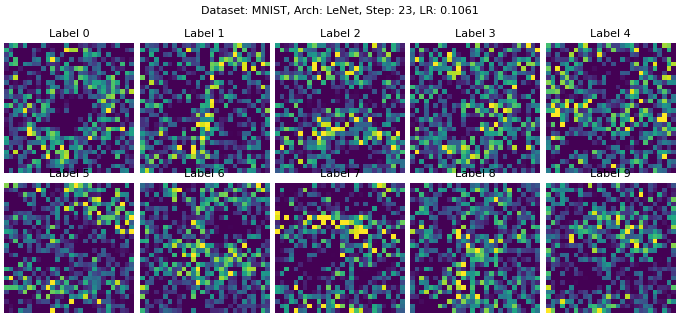 Dataset: MNIST, Arch: LeNet, Step: 23, LR: 0.1061
Label 0 Label 1 Label 2 Label 3 Label 4
Label 5 Label 6 Label 7 Label 8 Label 9